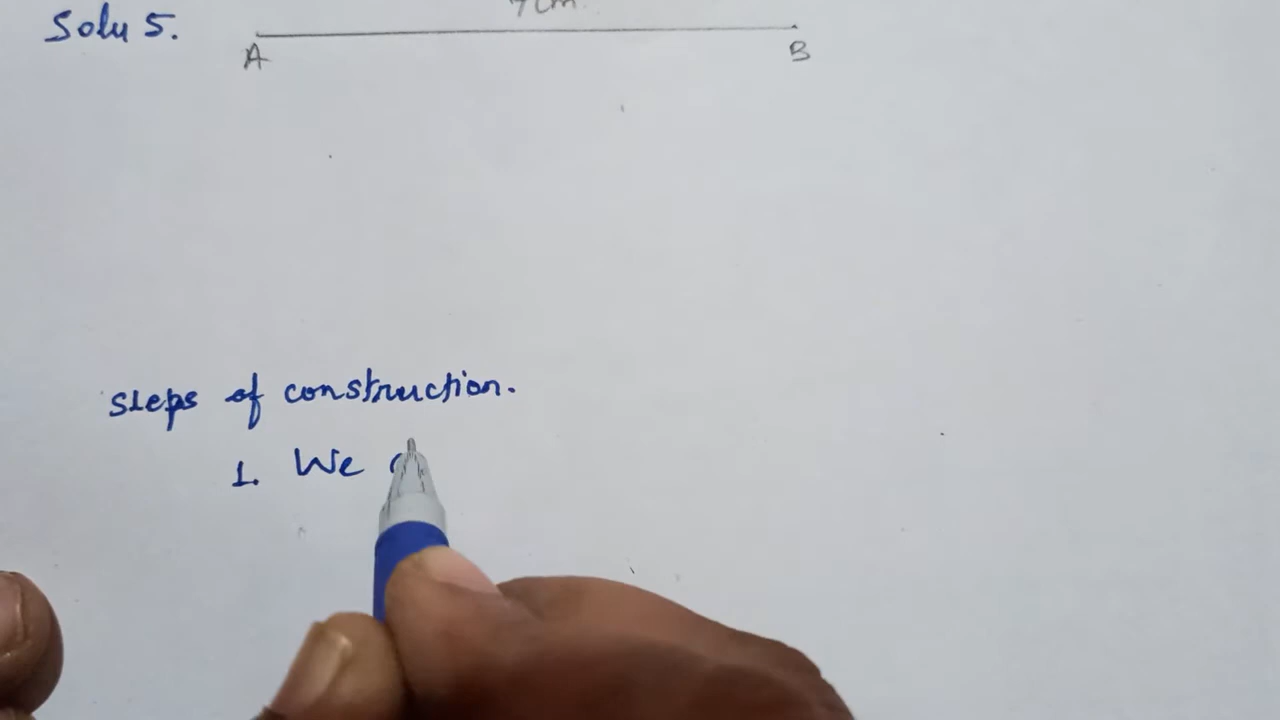 Solu 5.
A B
Steps of construction.
1. We